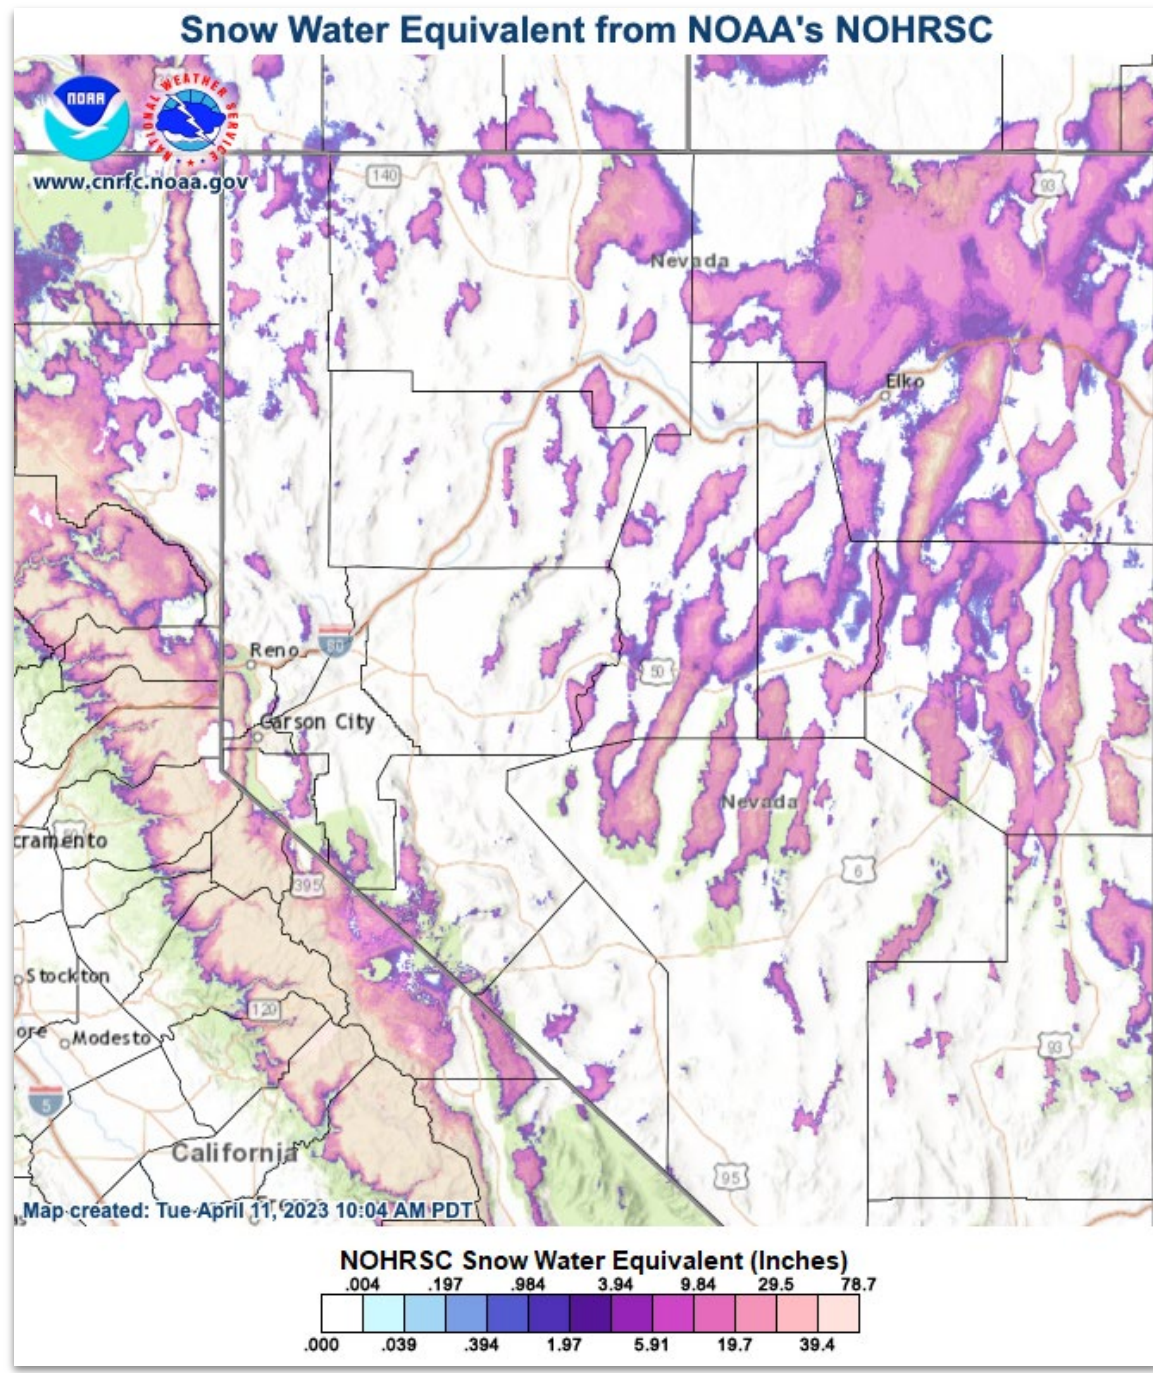 Snow Water Equivalent from NOAA's NOHRSC
NOAA
NATIONAL WEATHER SERVICE
www.cnrfc.noaa.gov
140
93
Nevada
Elko
80
Reno
50
Carson City
Nevada
cramento
6
395
Stockton
120
ore
Modesto
93
5
California
95
Map created: Tue April 11, 2023 10:04 AM PDT
as
NOHRSC Snow Water Equivalent (Inches)
.004 .197 .984 3.94 9.84 29.5 78.7
.000 .039 .394 1.97 5.91 19.7 39.4